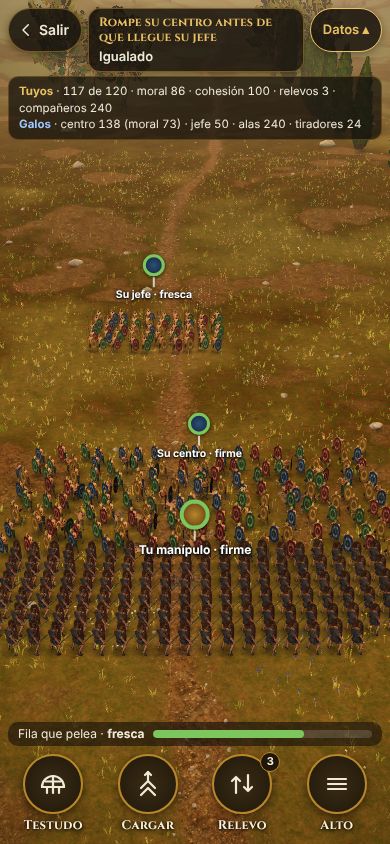 Salir
ROMPE SU CENTRO ANTES DE
QUE LLEGUE SU JEFE
Igualado
Datos ▴
Tuyos · 117 de 120 · moral 86 · cohesión 100 · relevos 3 ·
compañeros 240
Galos · centro 138 (moral 73) · jefe 50 · alas 240 · tiradores 24
Su jefe · fresca
Su centro · firme
Tu manípulo · firme
Fila que pelea · fresca
3
TESTUDO
CARGAR
RELEVO
ALTO